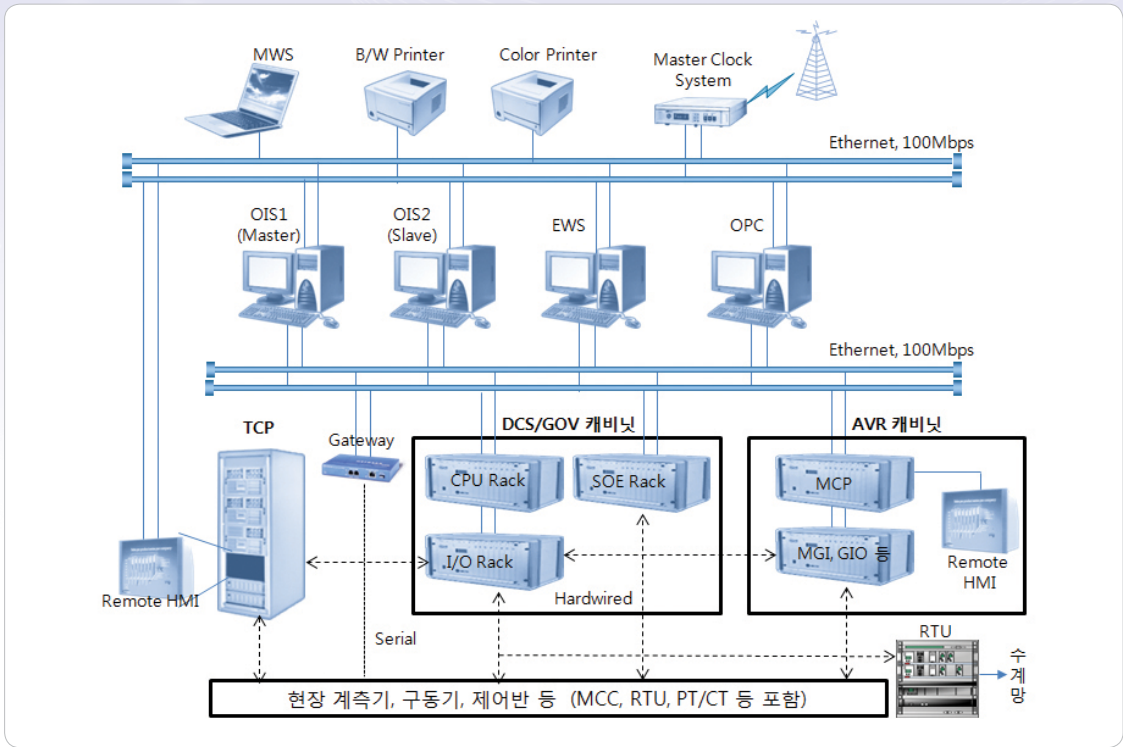 MWS
B/W Printer
Color Printer
Master Clock
System
Ethernet, 100Mbps
OIS1
(Master)
OIS2
(Slave)
EWS
OPC
Ethernet, 100Mbps
TCP
Gateway
DCS/GOV 캐비닛
AVR 캐비닛
CPU Rack
SOE Rack
MCP
I/O Rack
MGI, GIO 등
Remote
HMI
Remote HMI
Hardwired
Serial
RTU
수
계
망
현장 계측기, 구동기, 제어반 등 (MCC, RTU, PT/CT 등 포함)